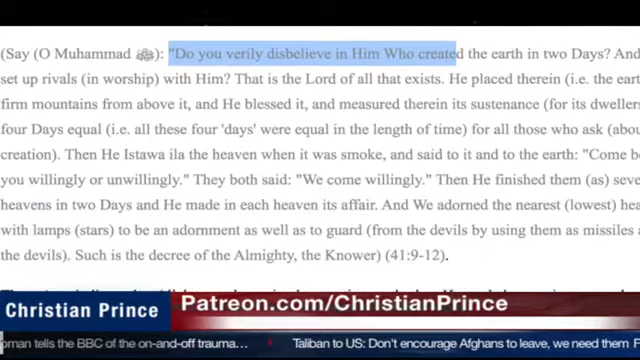 (Say (O Muhammad ﷺ): "Do you verily disbelieve in Him Who created the earth in two Days? And
set up rivals (in worship) with Him? That is the Lord of all that exists. He placed therein (i.e. the ear
firm mountains from above it, and He blessed it, and measured therein its sustenance (for its dweller
four Days equal (i.e. all these four 'days' were equal in the length of time) for all those who ask (abou
creation). Then He Istawa ila the heaven when it was smoke, and said to it and to the earth: "Come b
you willingly or unwillingly." They both said: "We come willingly." Then He finished them (as) seve
heavens in two Days and He made in each heaven its affair. And We adorned the nearest (lowest) hea
with lamps (stars) to be an adornment as well as to guard (from the devils by using them as missiles a
the devils). Such is the decree of the Almighty, the Knower) (41:9-12).
Christian Prince
Patreon.com/ChristianPrince
oman tells the BBC of the on-and-off trauma... Taliban to US: Don't encourage Afghans to leave, we need them F